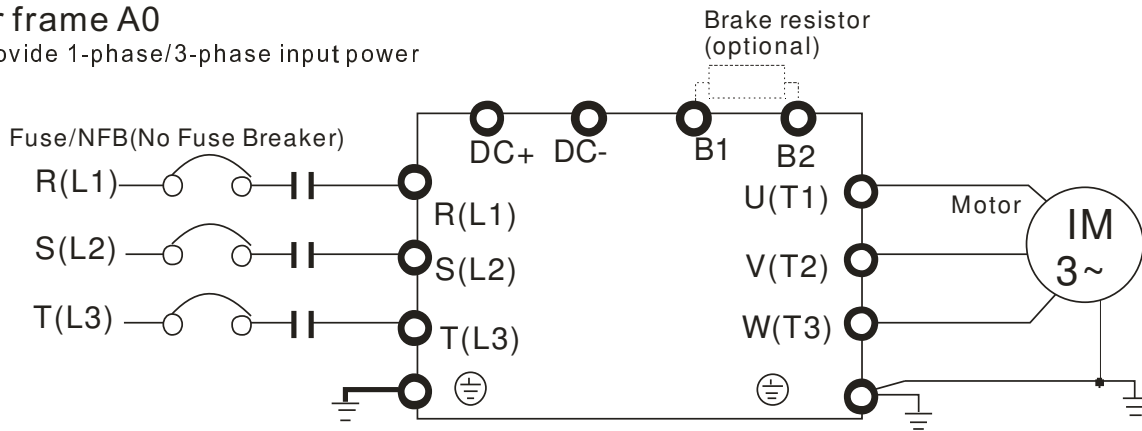 r frame A0
ovide 1-phase/3-phase input power
Brake resistor
(optional)
Fuse/NFB(No Fuse Breaker)
DC+ DC- B1 B2
R(L1)
R(L1)
U(T1)
Motor
IM
3~
S(L2)
S(L2)
V(T2)
T(L3)
T(L3)
W(T3)